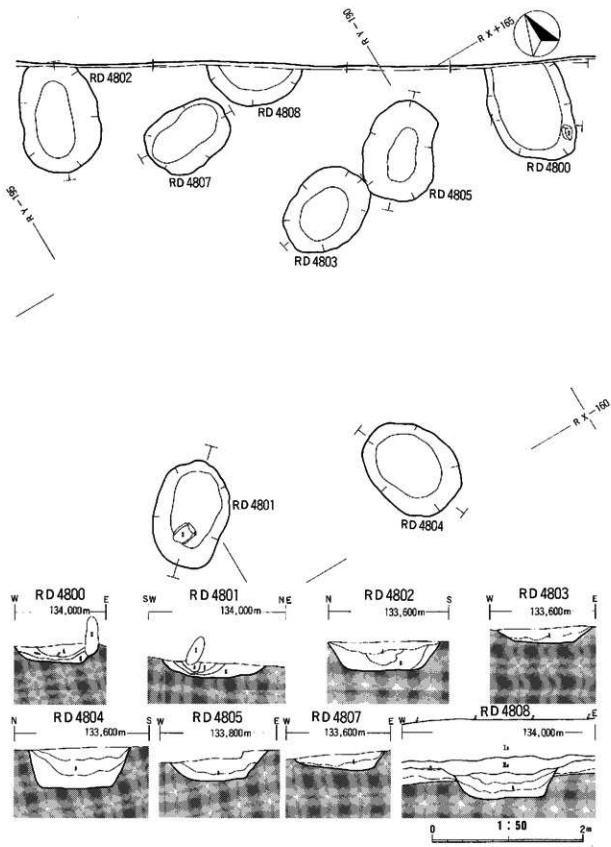 RY-190
RX+165
RD4802
RD4808
RD4807
RD4800
RD4805
RY-195
RD4803
RX-160
RD4801
RD4804
RD4800
W E
134,000m
RD4801
SW NE
134,000m
RD4802
N S
133,600m
RD4803
W E
133,600m
RD4804
N S
133,600m
RD4805
W E
133,800m
RD4807
W E
133,600m
RD4808
W E
134,000m
1:50
0 2m